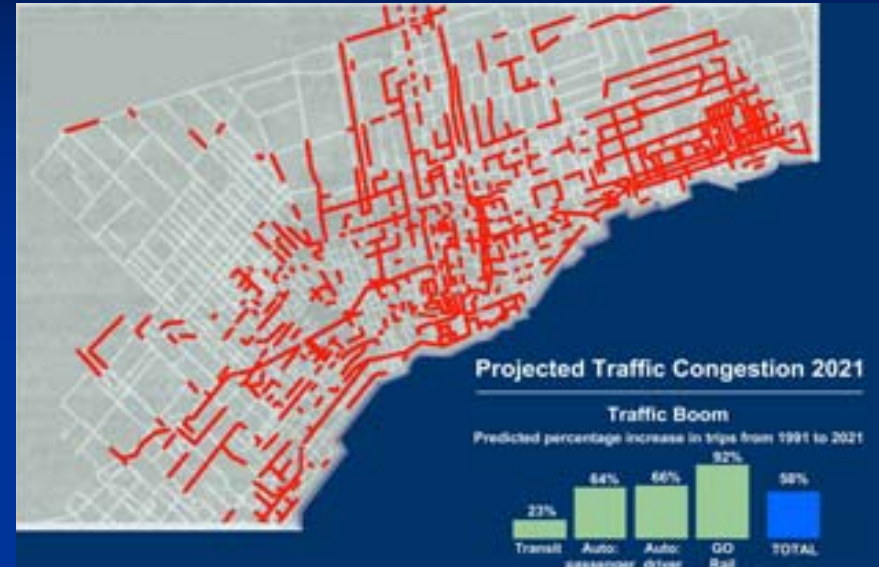 Projected Traffic Congestion 2021
Traffic Boom
Predicted percentage increase in trips from 1991 to 2021
23%
64%
66%
92%
58%
Transit
Auto:
passenger
Auto:
driver
GO
Rail
TOTAL